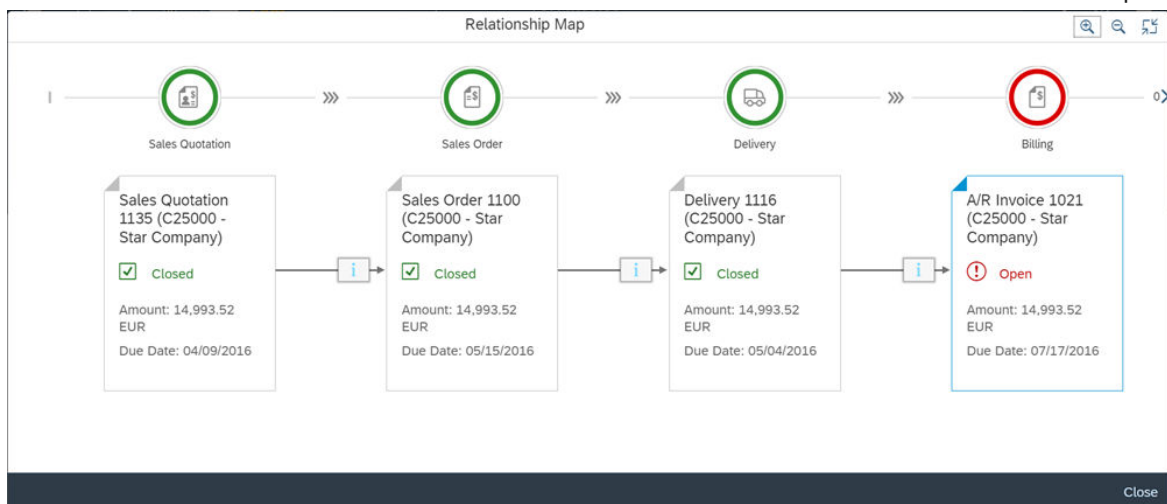 Relationship Map
Sales Quotation
Sales Order
Delivery
Billing
Sales Quotation
1135 (C25000 -
Star Company)
Closed
Amount: 14,993.52
EUR
Due Date: 04/09/2016
i
Sales Order 1100
(C25000 - Star
Company)
Closed
Amount: 14,993.52
EUR
Due Date: 05/15/2016
i
Delivery 1116
(C25000 - Star
Company)
Closed
Amount: 14,993.52
EUR
Due Date: 05/04/2016
i
A/R Invoice 1021
(C25000 - Star
Company)
Open
Amount: 14,993.52
EUR
Due Date: 07/17/2016
Close